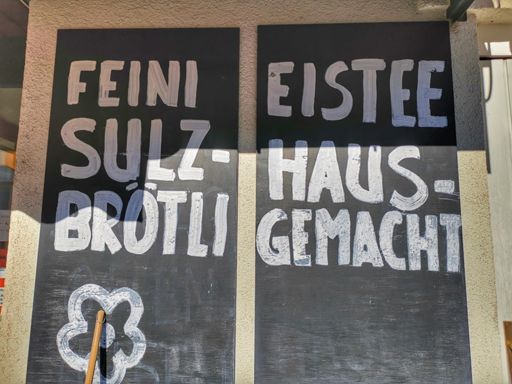 FEINI
SULZ-
BRÖTLI
EISTEE
HAUS-
GEMACHT